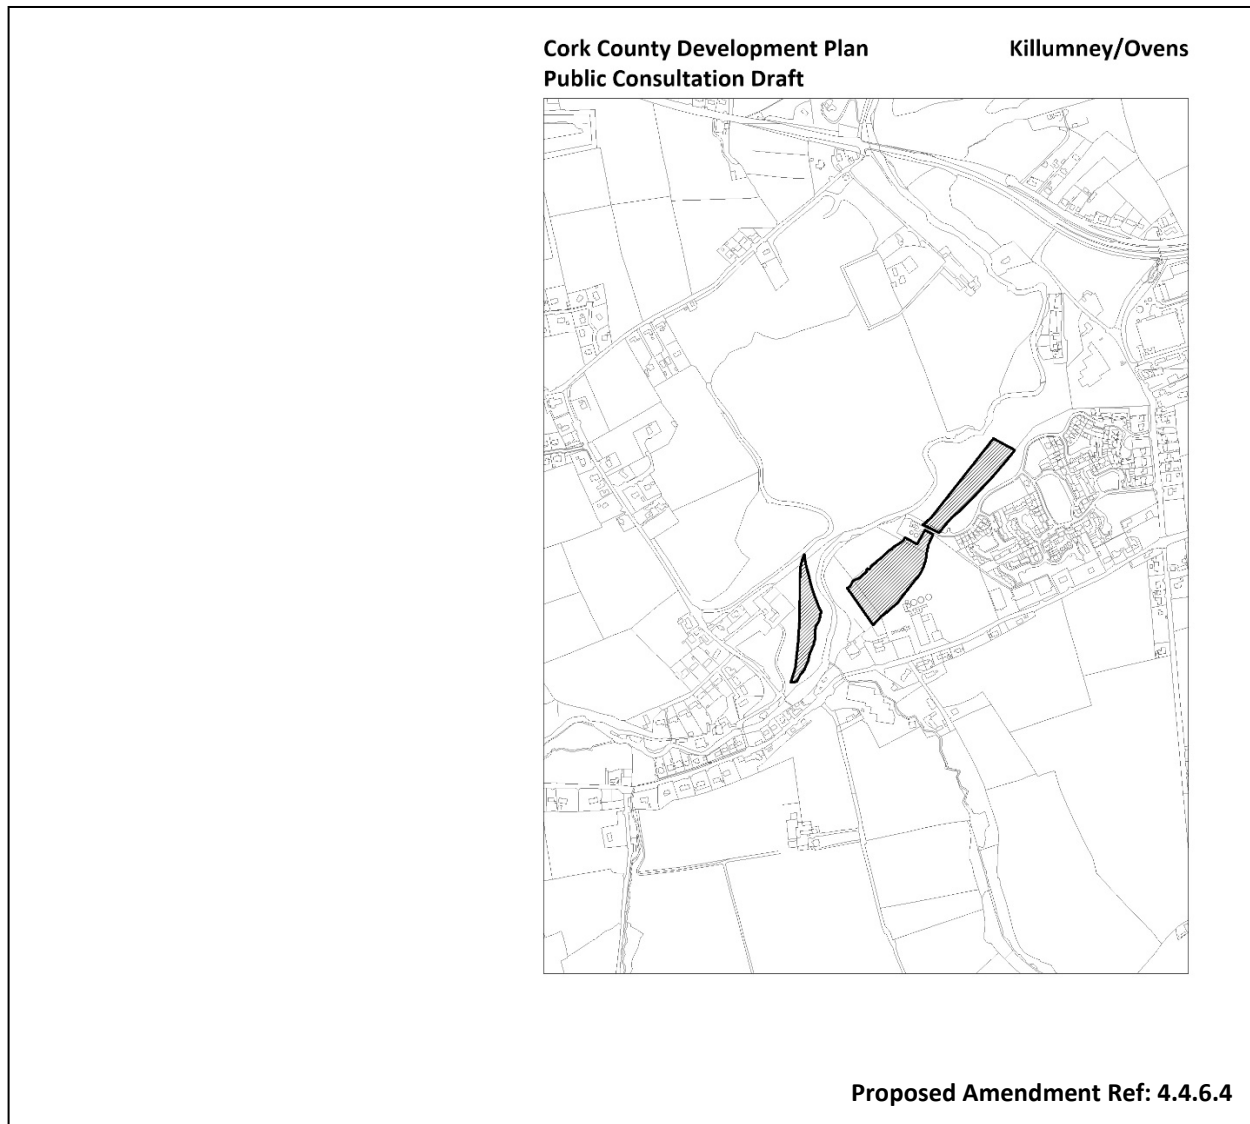 Cork County Development Plan
Killumney/Ovens
Public Consultation Draft
Proposed Amendment Ref: 4.4.6.4